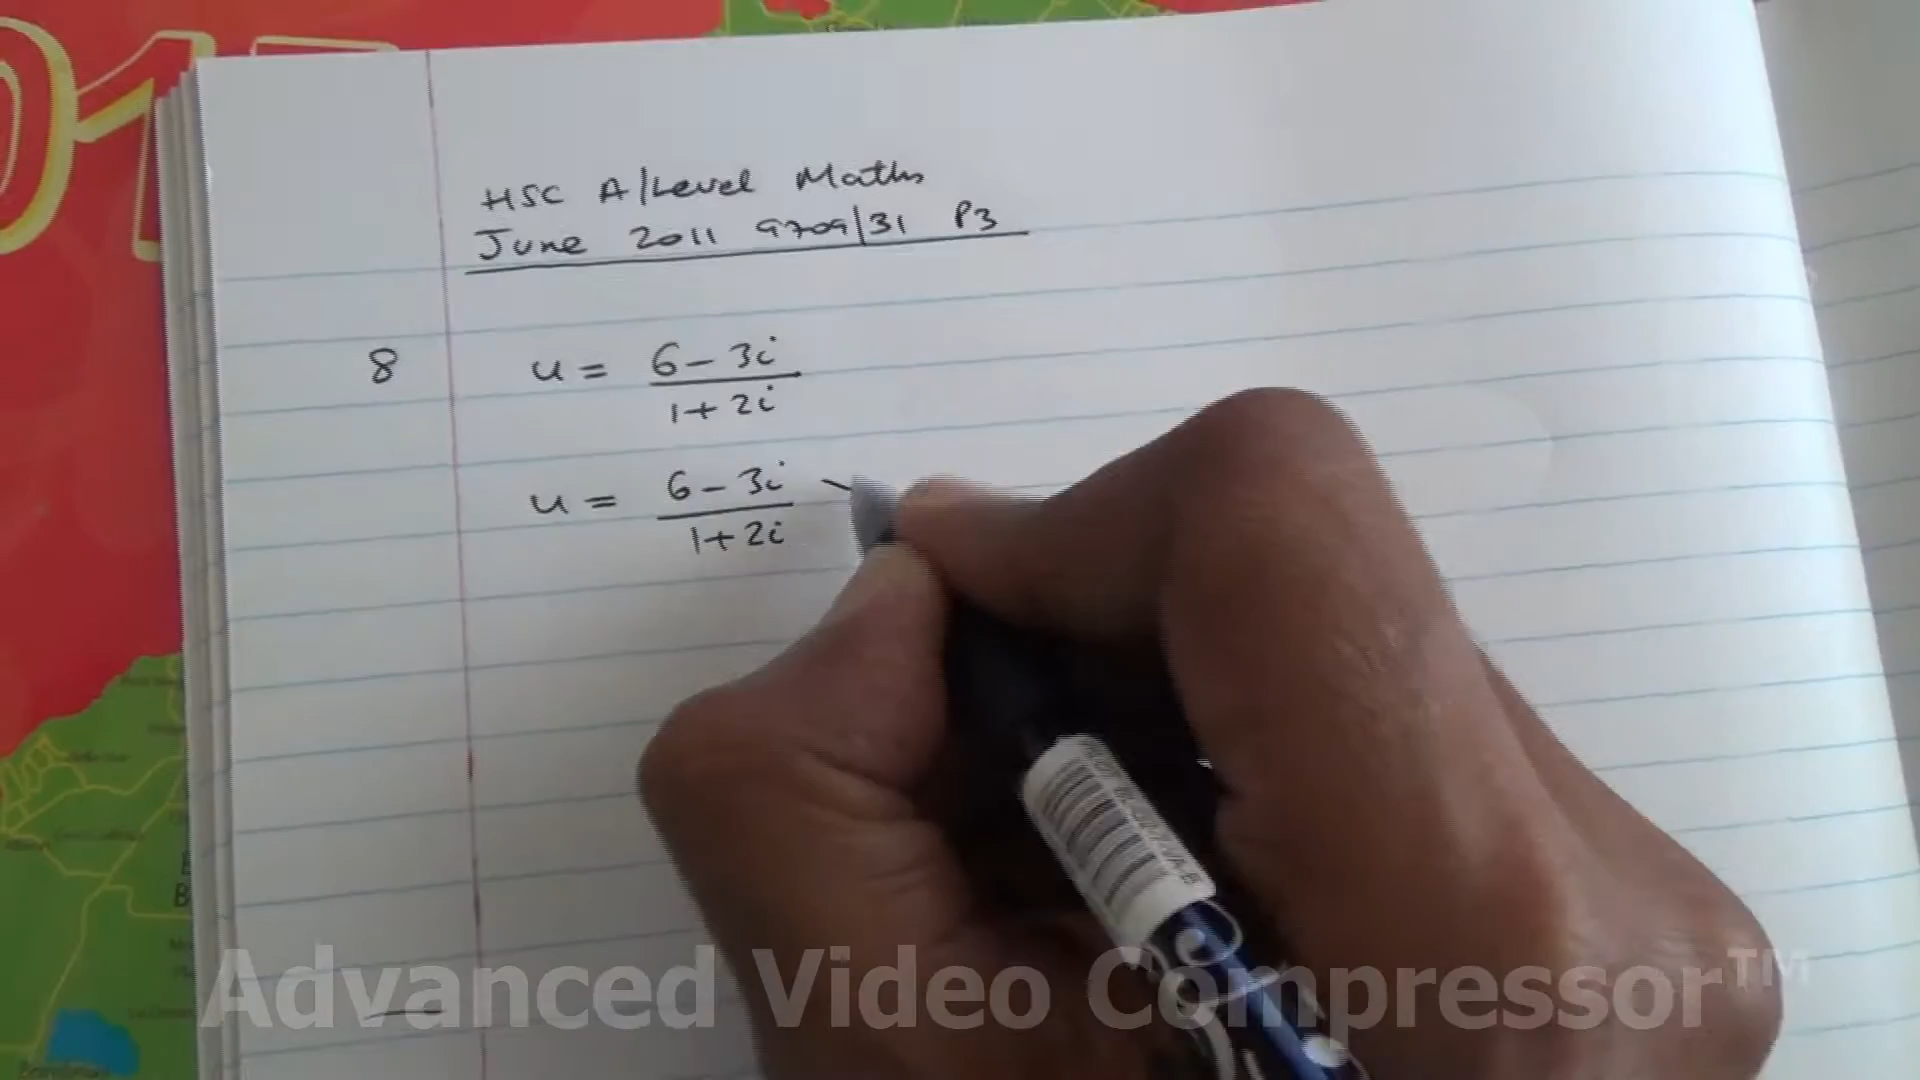 HSC A/Level Maths
June 2011 9709/31 P3
8 u = 6 - 3i / 1 + 2i
u = 6 - 3i / 1 + 2i
Advanced Video Compressor™